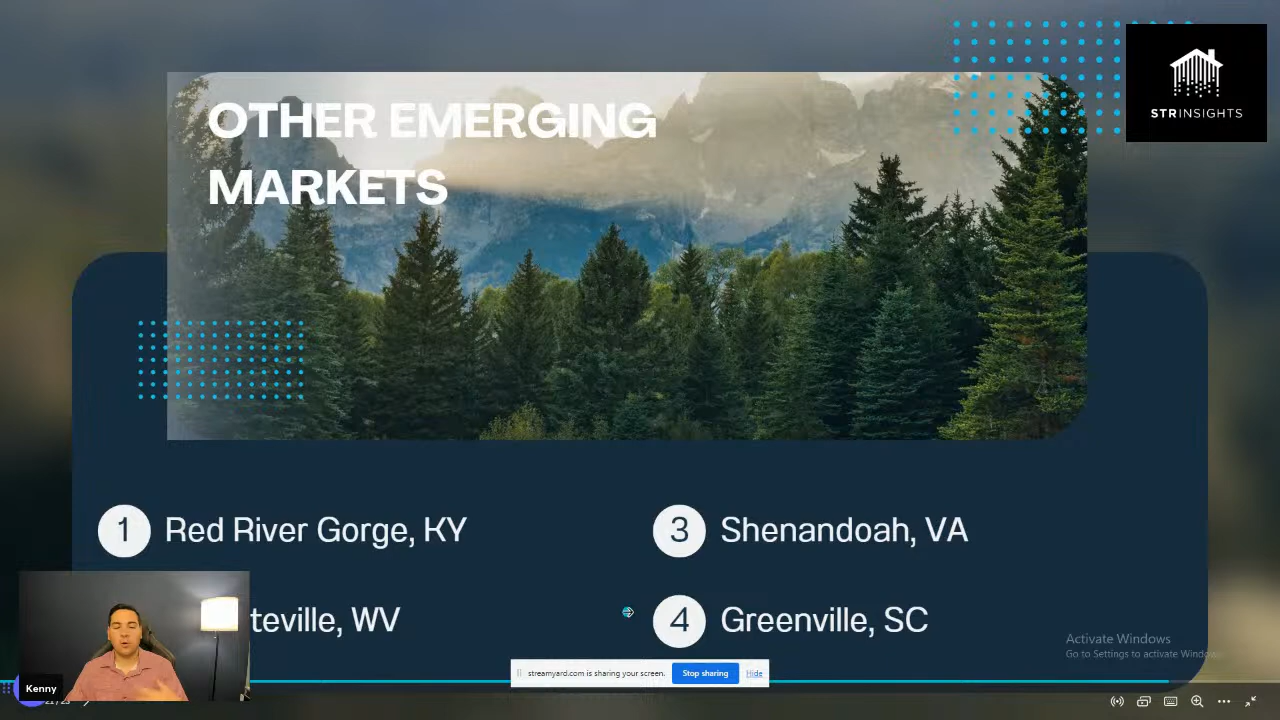 OTHER EMERGING
MARKETS
STRINSIGHTS
1 Red River Gorge, KY
3 Shenandoah, VA
teville, WV
4 Greenville, SC
Activate Windows
Go to Settings to activate Windows
streamyard.com is sharing your screen. Stop sharing Hide
Kenny